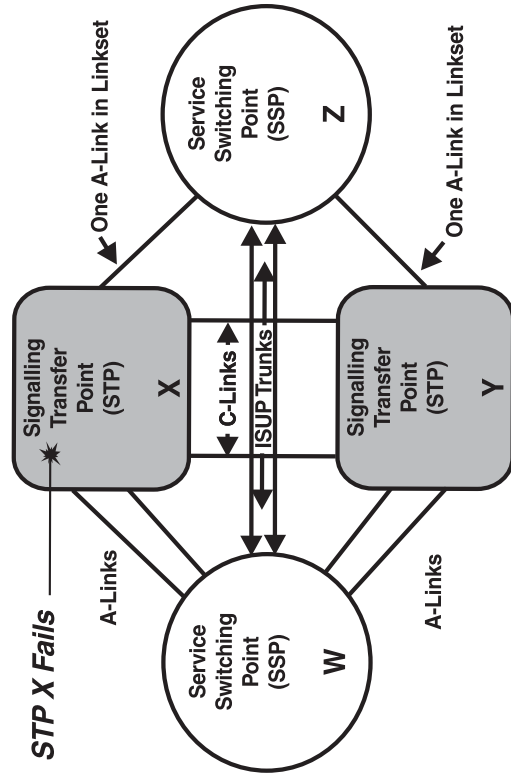 STP X Fails
Signalling
Transfer
Point
(STP)
X
A-Links
One A-Link in Linkset
Service
Switching
Point
(SSP)
W
C-Links
ISUP Trunks
Service
Switching
Point
(SSP)
Z
A-Links
Signalling
Transfer
Point
(STP)
Y
One A-Link in Linkset